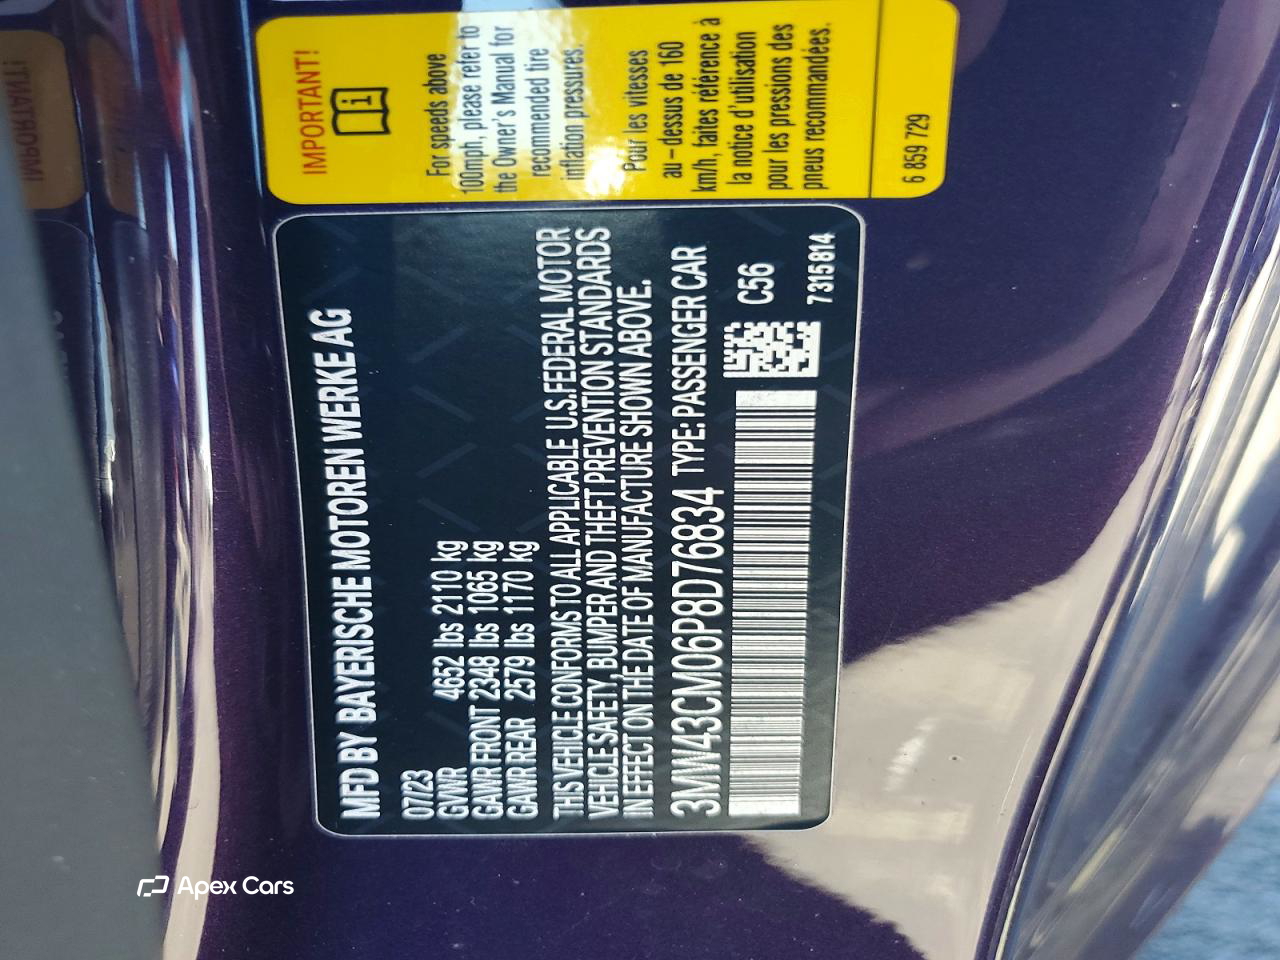 IMPORTANT!
For speeds above
100mph, please refer to
the Owner's Manual for
recommended tire
inflation pressures.
Pour les vitesses
au-dessus de 160
km/h, faites référence à
la notice d'utilisation
pour les pressions des
pneus recommandées.
6 859 729
MFD BY BAYERISCHE MOTOREN WERKE AG
07/23
GVWR 4652 lbs 2110 kg
GAWR FRONT 2348 lbs 1065 kg
GAWR REAR 2579 lbs 1170 kg
THIS VEHICLE CONFORMS TO ALL APPLICABLE U.S.FEDERAL MOTOR
VEHICLE SAFETY, BUMPER AND THEFT PREVENTION STANDARDS
IN EFFECT ON THE DATE OF MANUFACTURE SHOWN ABOVE.
3MW43CM06P8D76834 TYPE: PASSENGER CAR
C56
7315814
Apex Cars